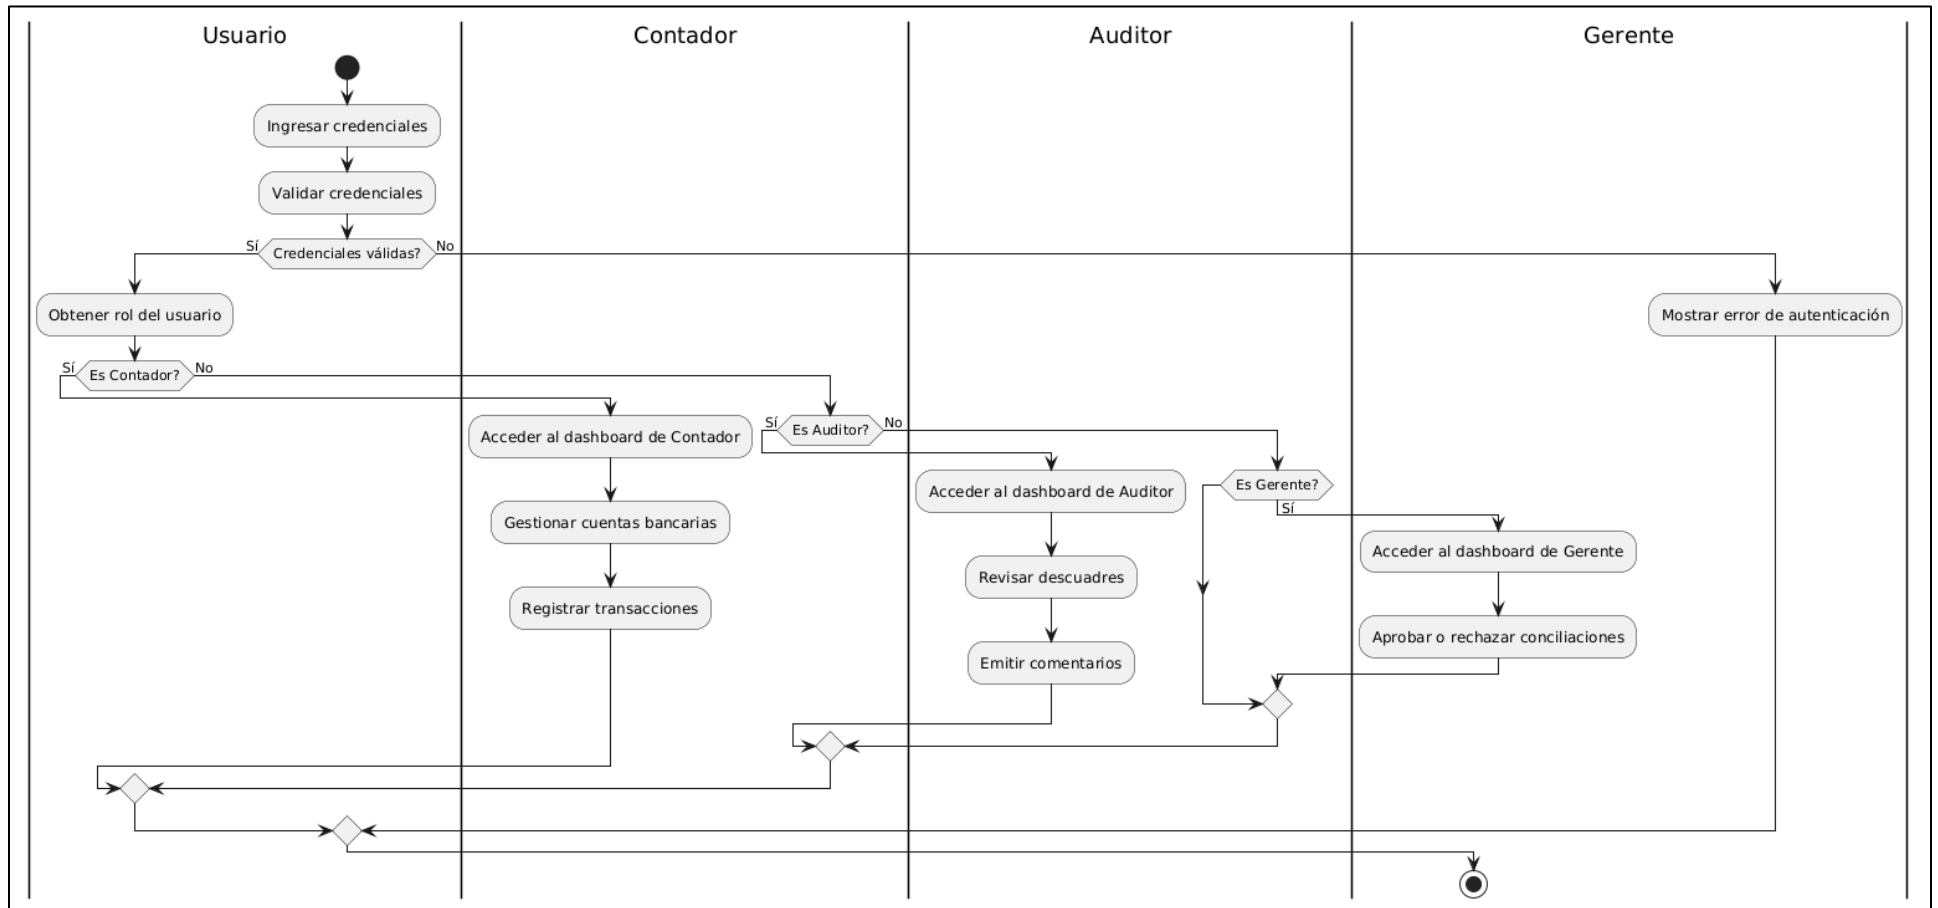 Usuario
Contador
Auditor
Gerente
Ingresar credenciales
Validar credenciales
Sí
Credenciales válidas?
No
Obtener rol del usuario
Mostrar error de autenticación
Sí
Es Contador?
No
Acceder al dashboard de Contador
Sí
Es Auditor?
No
Acceder al dashboard de Auditor
Es Gerente?
Sí
Gestionar cuentas bancarias
Acceder al dashboard de Gerente
Revisar descuadres
Registrar transacciones
Aprobar o rechazar conciliaciones
Emitir comentarios